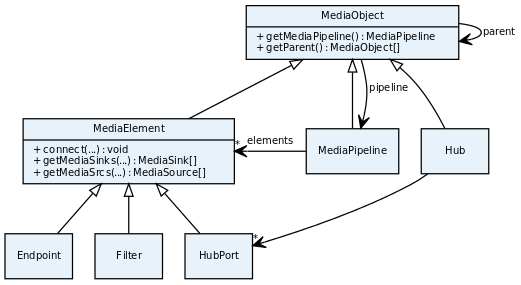 MediaObject
+ getMediaPipeline() : MediaPipeline
+ getParent() : MediaObject[]
parent
pipeline
MediaElement
+ connect(...) : void
+ getMediaSinks(...) : MediaSink[]
+ getMediaSrcs(...) : MediaSource[]
* elements
MediaPipeline
Hub
Endpoint
Filter
HubPort
*